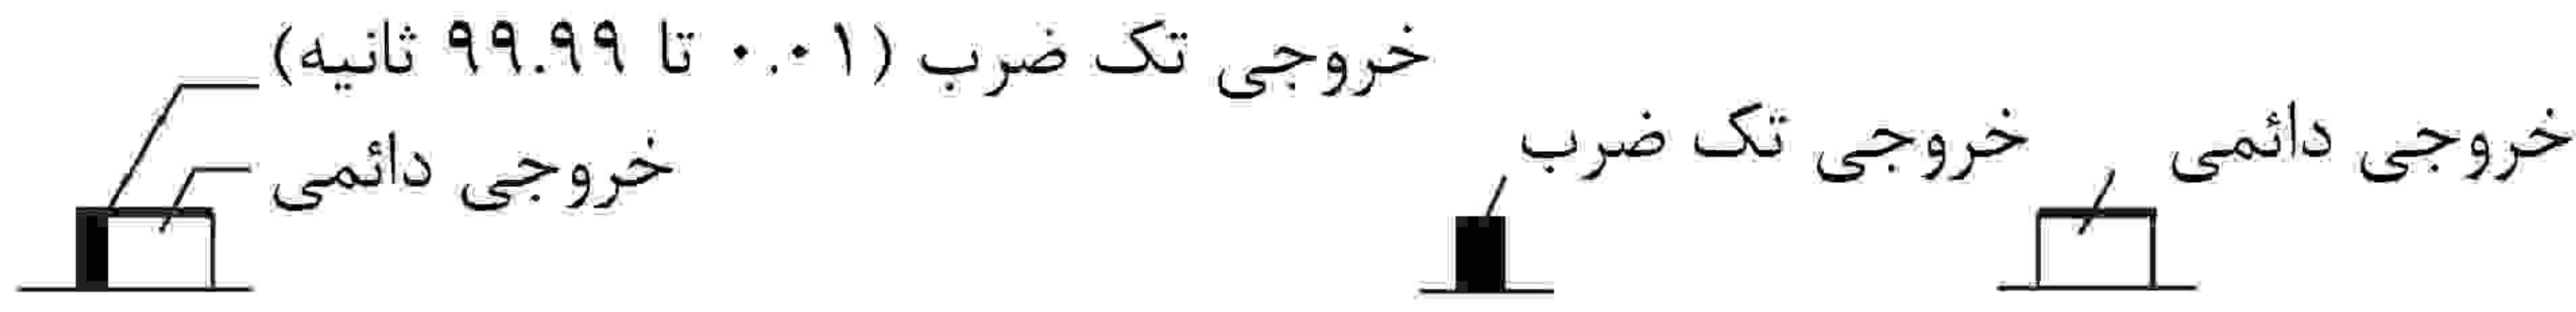 خروجی تک ضرب (۰.۰۱ تا ۹۹.۹۹ ثانیه)
خروجی دائمی
خروجی تک ضرب
خروجی دائمی